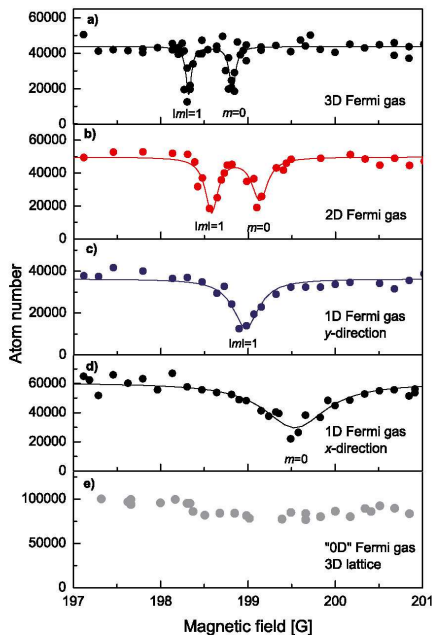 a)
60000
40000
20000
0
|m|=1
m=0
3D Fermi gas
b)
60000
40000
20000
0
|m|=1
m=0
2D Fermi gas
c)
40000
20000
0
|m|=1
1D Fermi gas
y-direction
d)
60000
40000
20000
0
m=0
1D Fermi gas
x-direction
e)
100000
50000
0
"0D" Fermi gas
3D lattice
Atom number
197
198
199
200
201
Magnetic field [G]